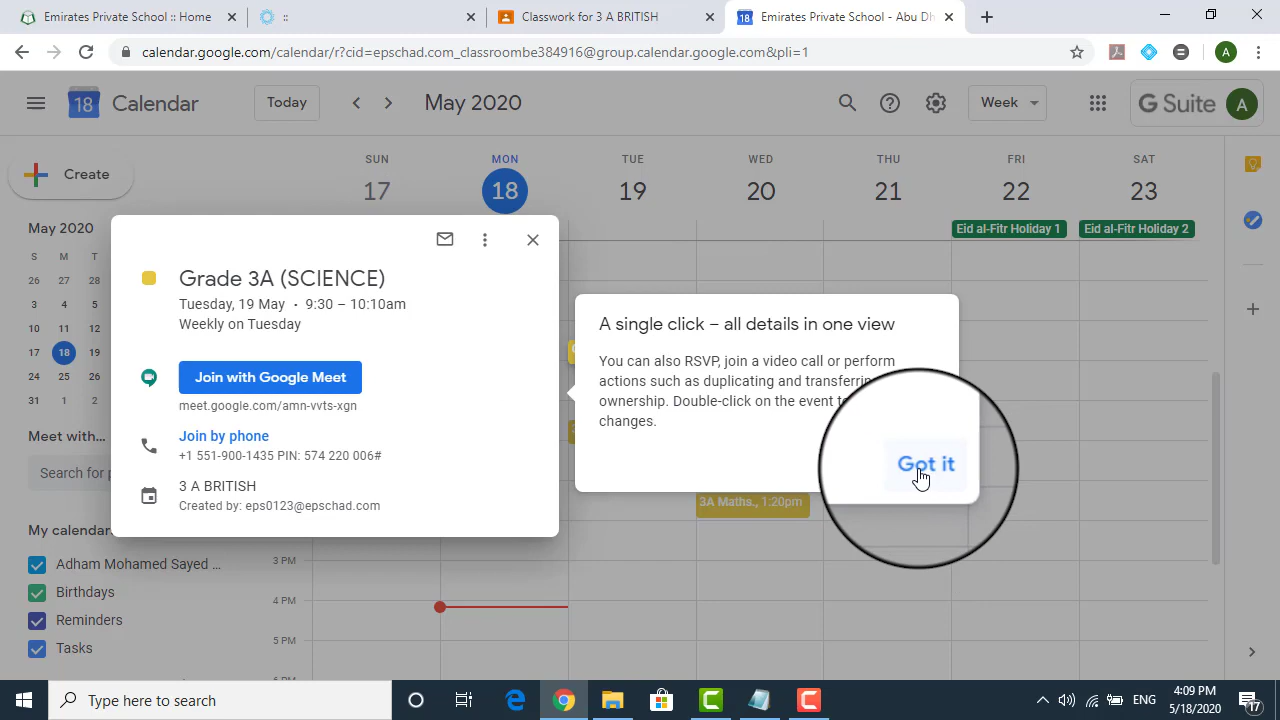 Emirates Private School :: Home
::
Classwork for 3 A BRITISH
Emirates Private School - Abu Dh
calendar.google.com/calendar/r?cid=epschad.com_classroombe384916@group.calendar.google.com&pli=1
A
18
Calendar
Today
May 2020
Week
G Suite
A
Create
SUN
MON
TUE
WED
THU
FRI
SAT
17
18
19
20
21
22
23
Eid al-Fitr Holiday 1
Eid al-Fitr Holiday 2
May 2020
S M T
26 27 28
3 4 5
10 11 12
17 18 19
24 25 26
31 1 2
Meet with...
Search for p
My calendar
Adham Mohamed Sayed ...
Birthdays
Reminders
Tasks
Grade 3A (SCIENCE)
Tuesday, 19 May • 9:30 – 10:10am
Weekly on Tuesday
Join with Google Meet
meet.google.com/amn-vvts-xgn
Join by phone
+1 551-900-1435 PIN: 574 220 006#
3 A BRITISH
Created by: eps0123@epschad.com
A single click – all details in one view
You can also RSVP, join a video call or perform
actions such as duplicating and transferrin
ownership. Double-click on the event to
changes.
Got it
3A Maths., 1:20pm
3 PM
4 PM
5 PM
Type here to search
ENG
4:09 PM
5/18/2020
17